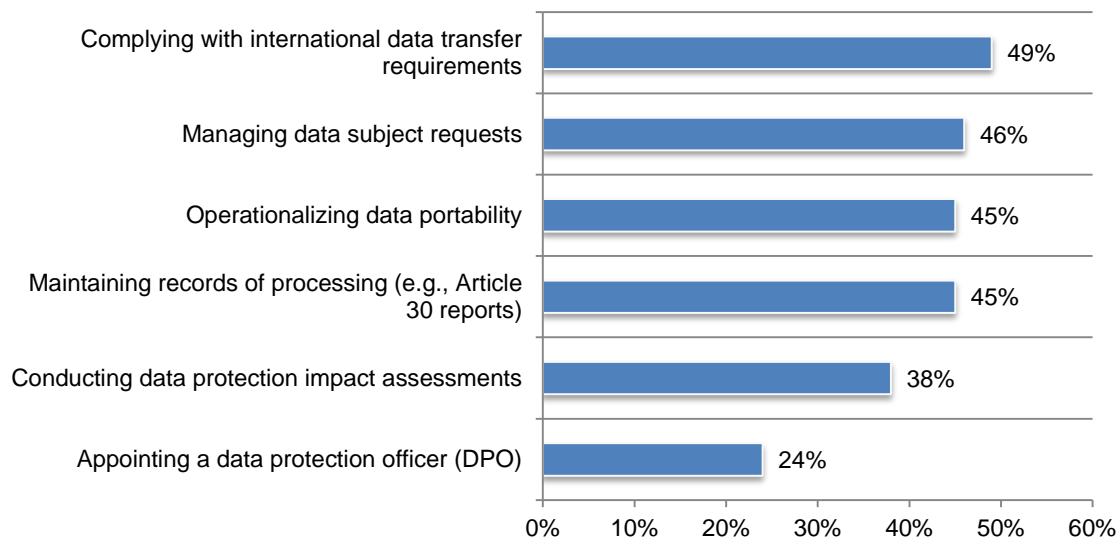 Complying with international data transfer
requirements
49%
Managing data subject requests
46%
Operationalizing data portability
45%
Maintaining records of processing (e.g., Article
30 reports)
45%
Conducting data protection impact assessments
38%
Appointing a data protection officer (DPO)
24%
0% 10% 20% 30% 40% 50% 60%